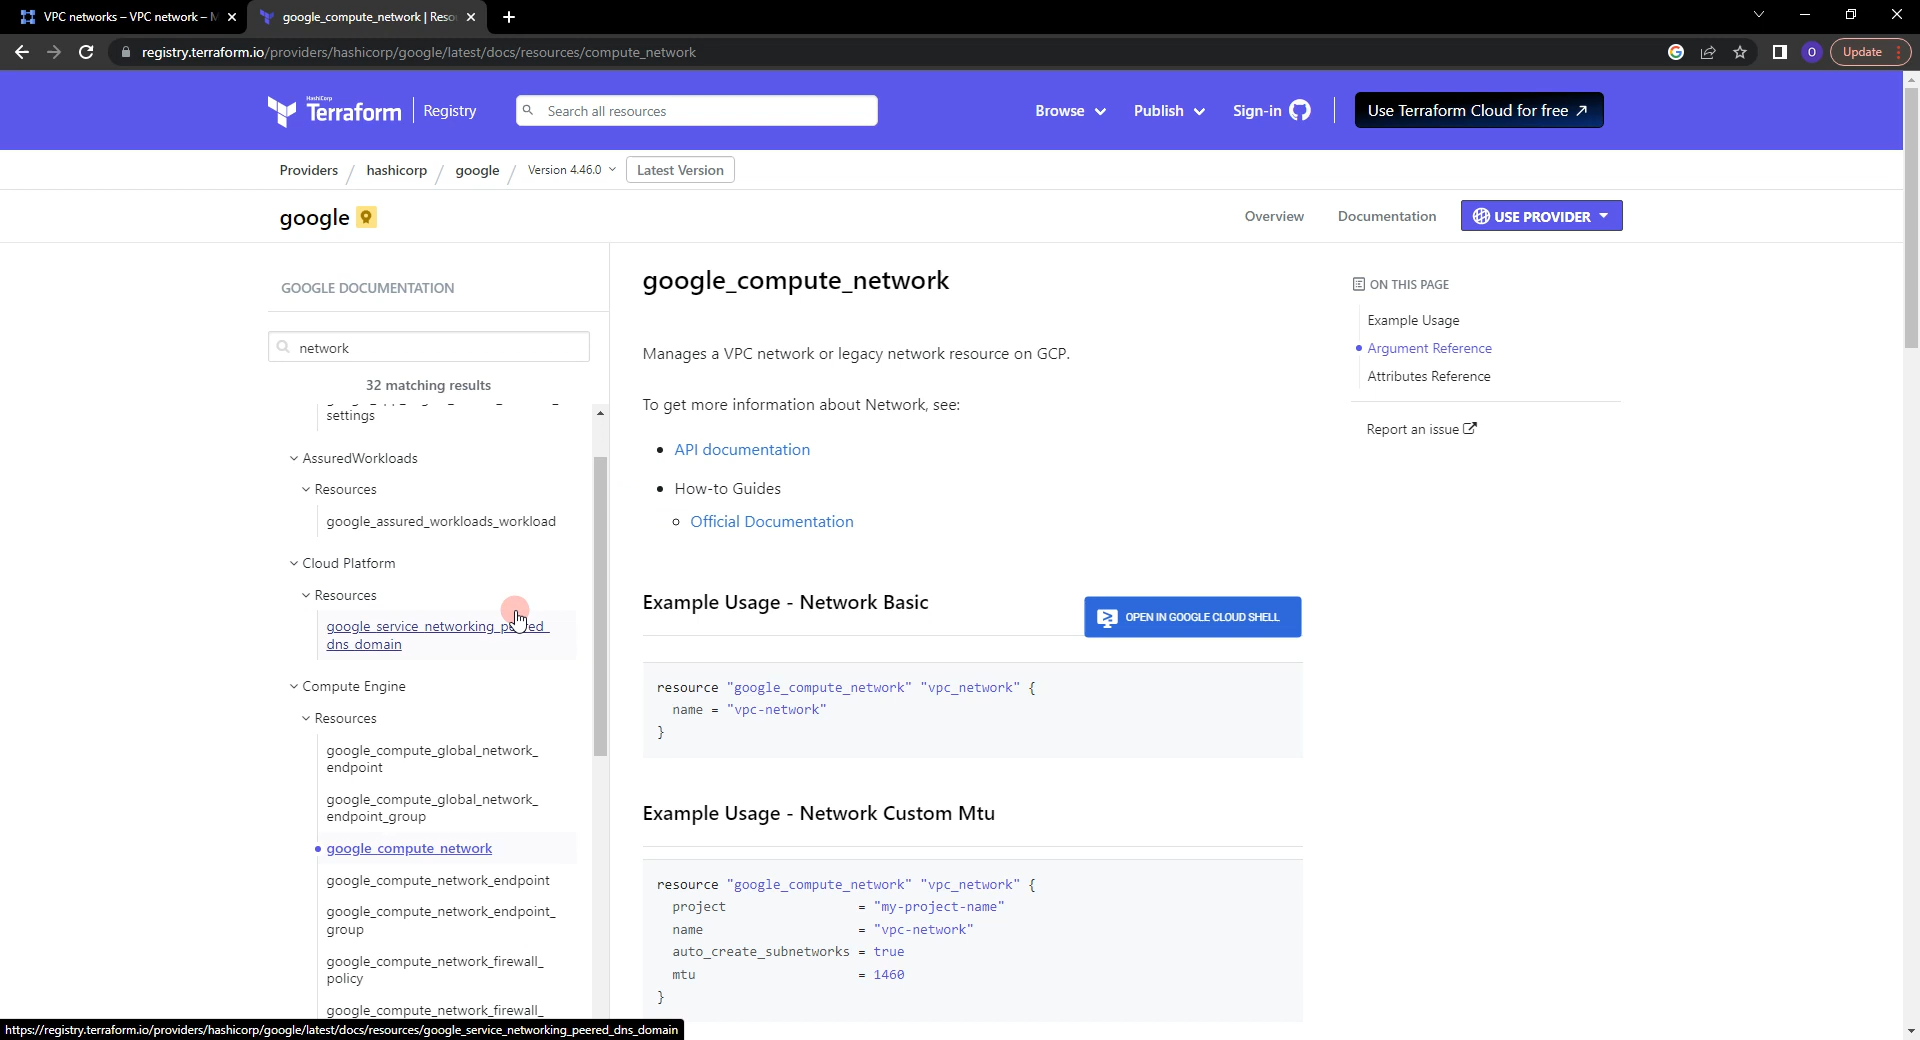 VPC networks – VPC network –
google_compute_network | Reso
registry.terraform.io/providers/hashicorp/google/latest/docs/resources/compute_network
O
Update
HashiCorp
Terraform
Registry
Search all resources
Browse
Publish
Sign-in
Use Terraform Cloud for free
Providers / hashicorp / google / Version 4.46.0
Latest Version
google
Overview
Documentation
USE PROVIDER
GOOGLE DOCUMENTATION
network
32 matching results
settings
AssuredWorkloads
Resources
google_assured_workloads_workload
Cloud Platform
Resources
google_service_networking_peered_
dns_domain
Compute Engine
Resources
google_compute_global_network_
endpoint
google_compute_global_network_
endpoint_group
google_compute_network
google_compute_network_endpoint
google_compute_network_endpoint_
group
google_compute_network_firewall_
policy
google_compute_network_firewall_
google_compute_network
Manages a VPC network or legacy network resource on GCP.
To get more information about Network, see:
API documentation
How-to Guides
Official Documentation
Example Usage - Network Basic
OPEN IN GOOGLE CLOUD SHELL
resource "google_compute_network" "vpc_network" {
name = "vpc-network"
}
Example Usage - Network Custom Mtu
resource "google_compute_network" "vpc_network" {
project = "my-project-name"
name = "vpc-network"
auto_create_subnetworks = true
mtu = 1460
}
ON THIS PAGE
Example Usage
Argument Reference
Attributes Reference
Report an issue
https://registry.terraform.io/providers/hashicorp/google/latest/docs/resources/google_service_networking_peered_dns_domain